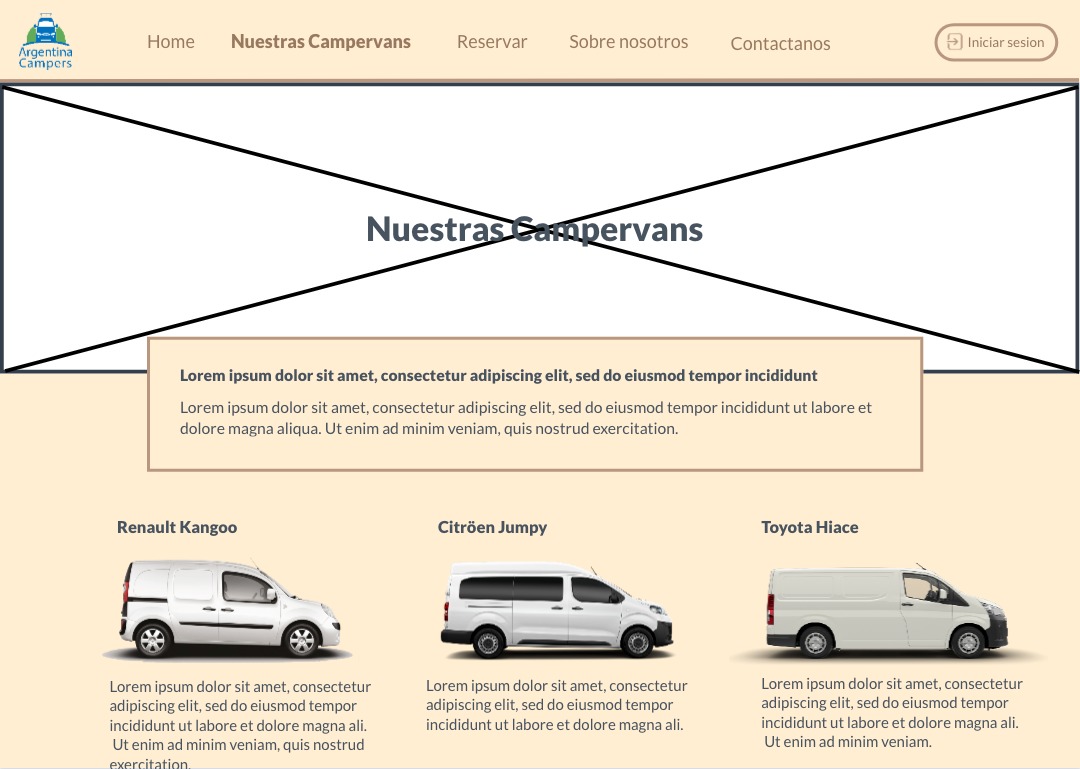 Argentina
Campers
Home
Nuestras Campervans
Reservar
Sobre nosotros
Contactanos
Iniciar sesion
Nuestras Campervans
Lorem ipsum dolor sit amet, consectetur adipiscing elit, sed do eiusmod tempor incididunt
Lorem ipsum dolor sit amet, consectetur adipiscing elit, sed do eiusmod tempor incididunt ut labore et
dolore magna aliqua. Ut enim ad minim veniam, quis nostrud exercitation.
Renault Kangoo
Lorem ipsum dolor sit amet, consectetur
adipiscing elit, sed do eiusmod tempor
incididunt ut labore et dolore magna ali.
Ut enim ad minim veniam, quis nostrud
exercitation.
Citröen Jumpy
Lorem ipsum dolor sit amet, consectetur
adipiscing elit, sed do eiusmod tempor
incididunt ut labore et dolore magna ali.
Toyota Hiace
Lorem ipsum dolor sit amet, consectetur
adipiscing elit, sed do eiusmod tempor
incididunt ut labore et dolore magna ali.
Ut enim ad minim veniam.